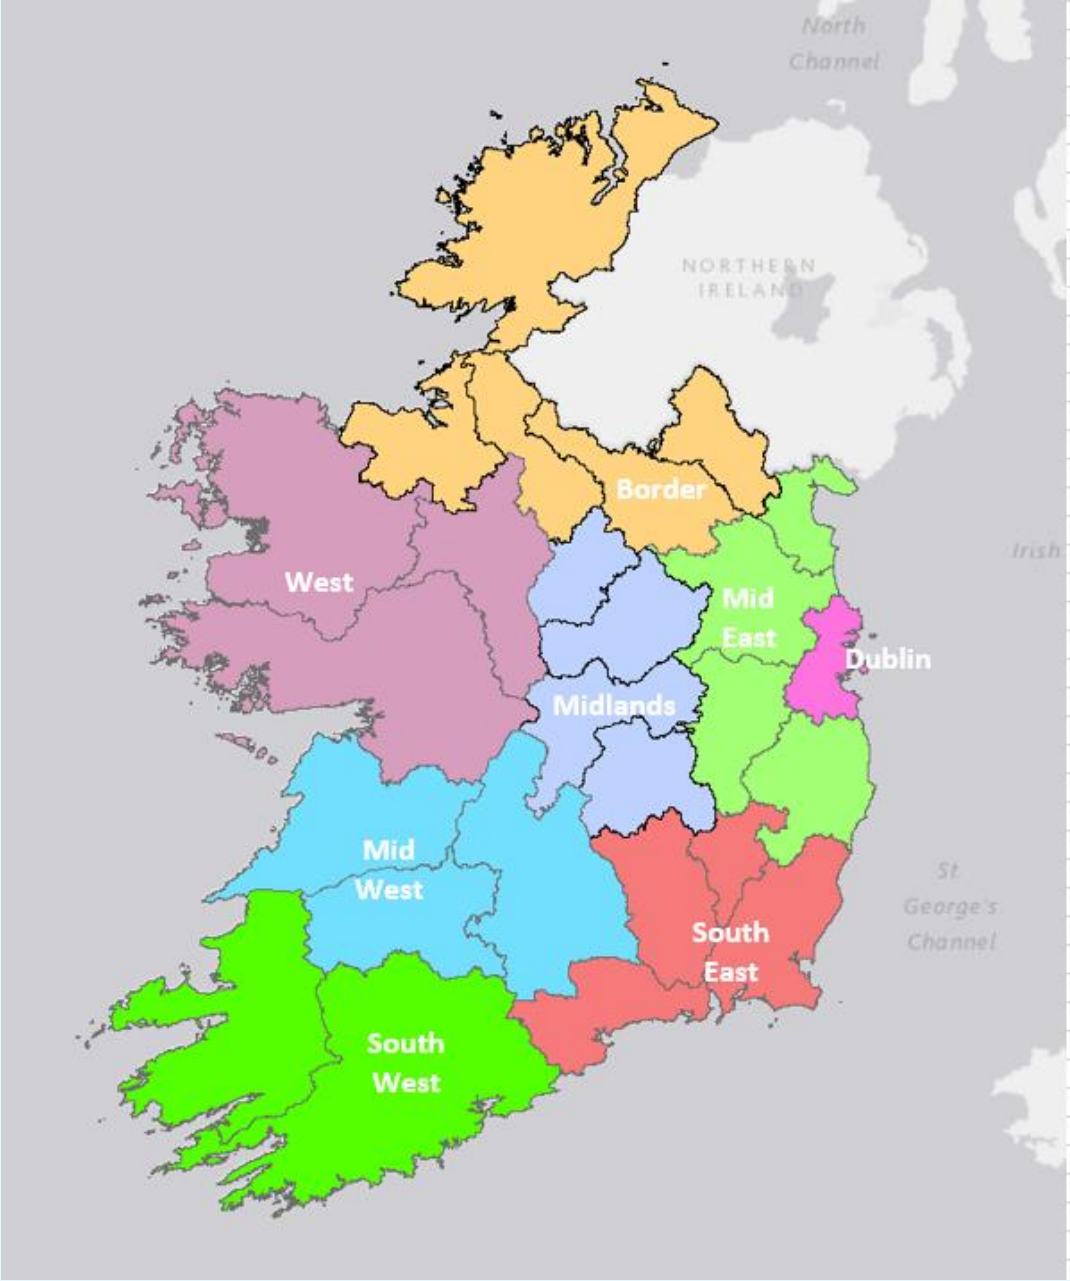 North
Channel
NORTHERN
IRELAND
Border
Irish
West
Mid
East
Dublin
Midlands
Mid
West
St
George's
Channel
South
East
South
West